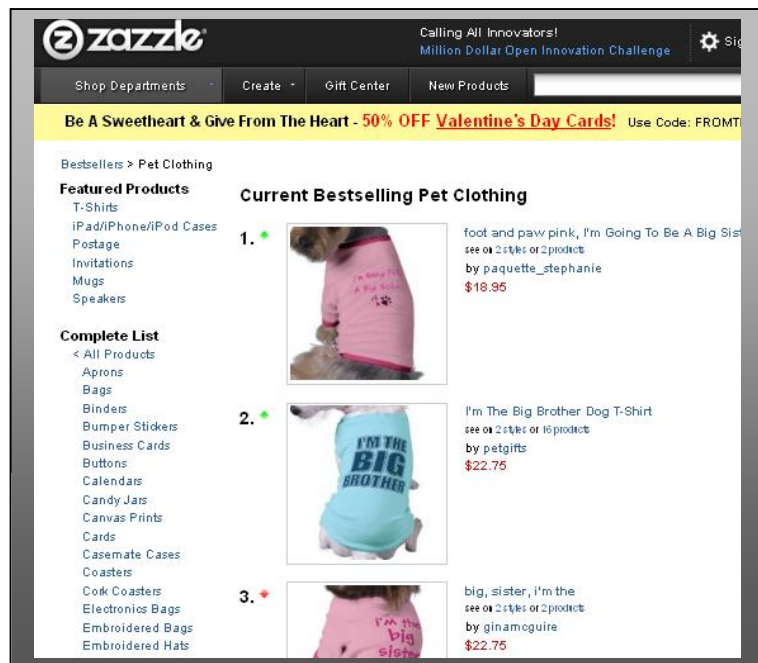 zazzle
Calling All Innovators!
Million Dollar Open Innovation Challenge
Shop Departments
Create
Gift Center
New Products
Be A Sweetheart & Give From The Heart - 50% OFF Valentine's Day Cards! Use Code:
Bestsellers > Pet Clothing
Featured Products
T-Shirts
iPad/iPhone/iPod Cases
Postage
Invitations
Mugs
Speakers
Complete List
< All Products
Aprons
Bags
Binders
Bumper Stickers
Business Cards
Buttons
Calendars
Candy Jars
Canvas Prints
Cards
Casemate Cases
Coasters
Cork Coasters
Electronics Bags
Embroidered Bags
Embroidered Hats
Current Bestselling Pet Clothing
1.
foot and paw pink, I'm Going To Be A Big
see on 2 styles or 2 products
by paquette_stephanie
$18.95
2.
I'M THE
BIG
BROTHER
I'm The Big Brother Dog T-Shirt
see on 2 styles or 16 products
by petgifts
$22.75
3.
I'm the
big
sister
big, sister, i'm the
see on 2 styles or 2 products
by ginamcguire
$22.75